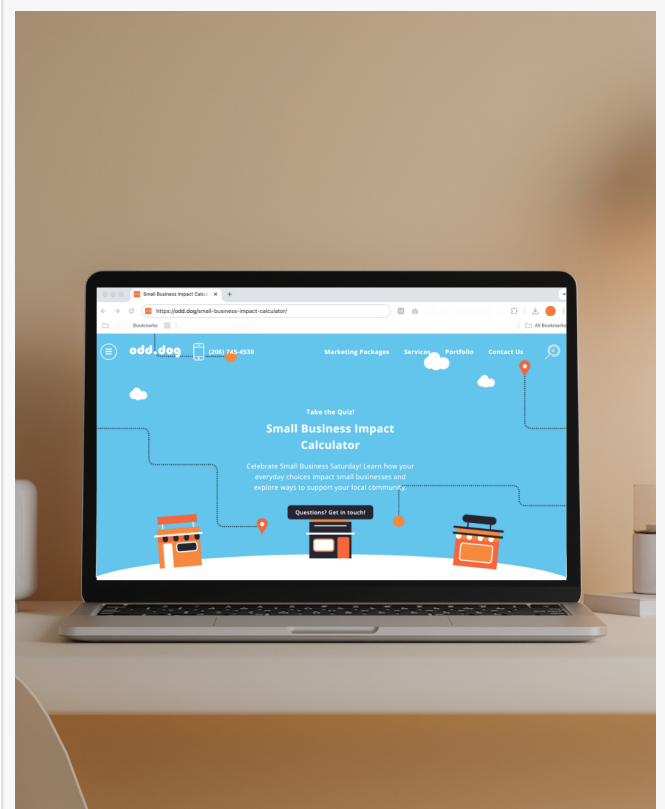 Small Business Impact Calcu
https://odd.dog/small-business-impact-calculator/
Bookmarks
All Bookmarks
odd.dog
(206) 745-4530
Marketing Packages
Services
Portfolio
Contact Us
Take the Quiz!
Small Business Impact
Calculator
Celebrate Small Business Saturday! Learn how your
everyday choices impact small businesses and
explore ways to support your local community.
Questions? Get in touch!